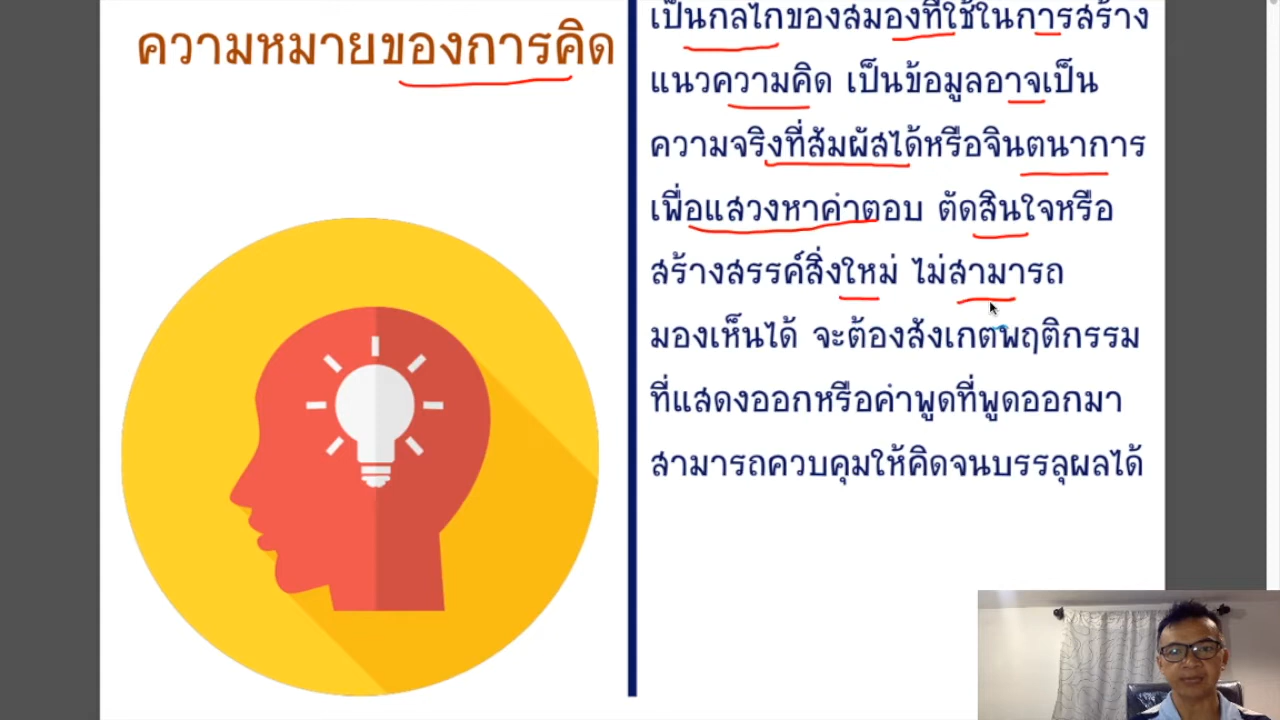 ความหมายของการคิด
เป็นกลไกของสมองที่ใช้ในการสร้าง
แนวความคิด เป็นข้อมูลอาจเป็น
ความจริงที่สัมผัสได้หรือจินตนาการ
เพื่อแสวงหาคำตอบ ตัดสินใจหรือ
สร้างสรรค์สิ่งใหม่ ไม่สามารถ
มองเห็นได้ จะต้องสังเกตพฤติกรรม
ที่แสดงออกหรือคำพูดที่พูดออกมา
สามารถควบคุมให้คิดจนบรรลุผลได้